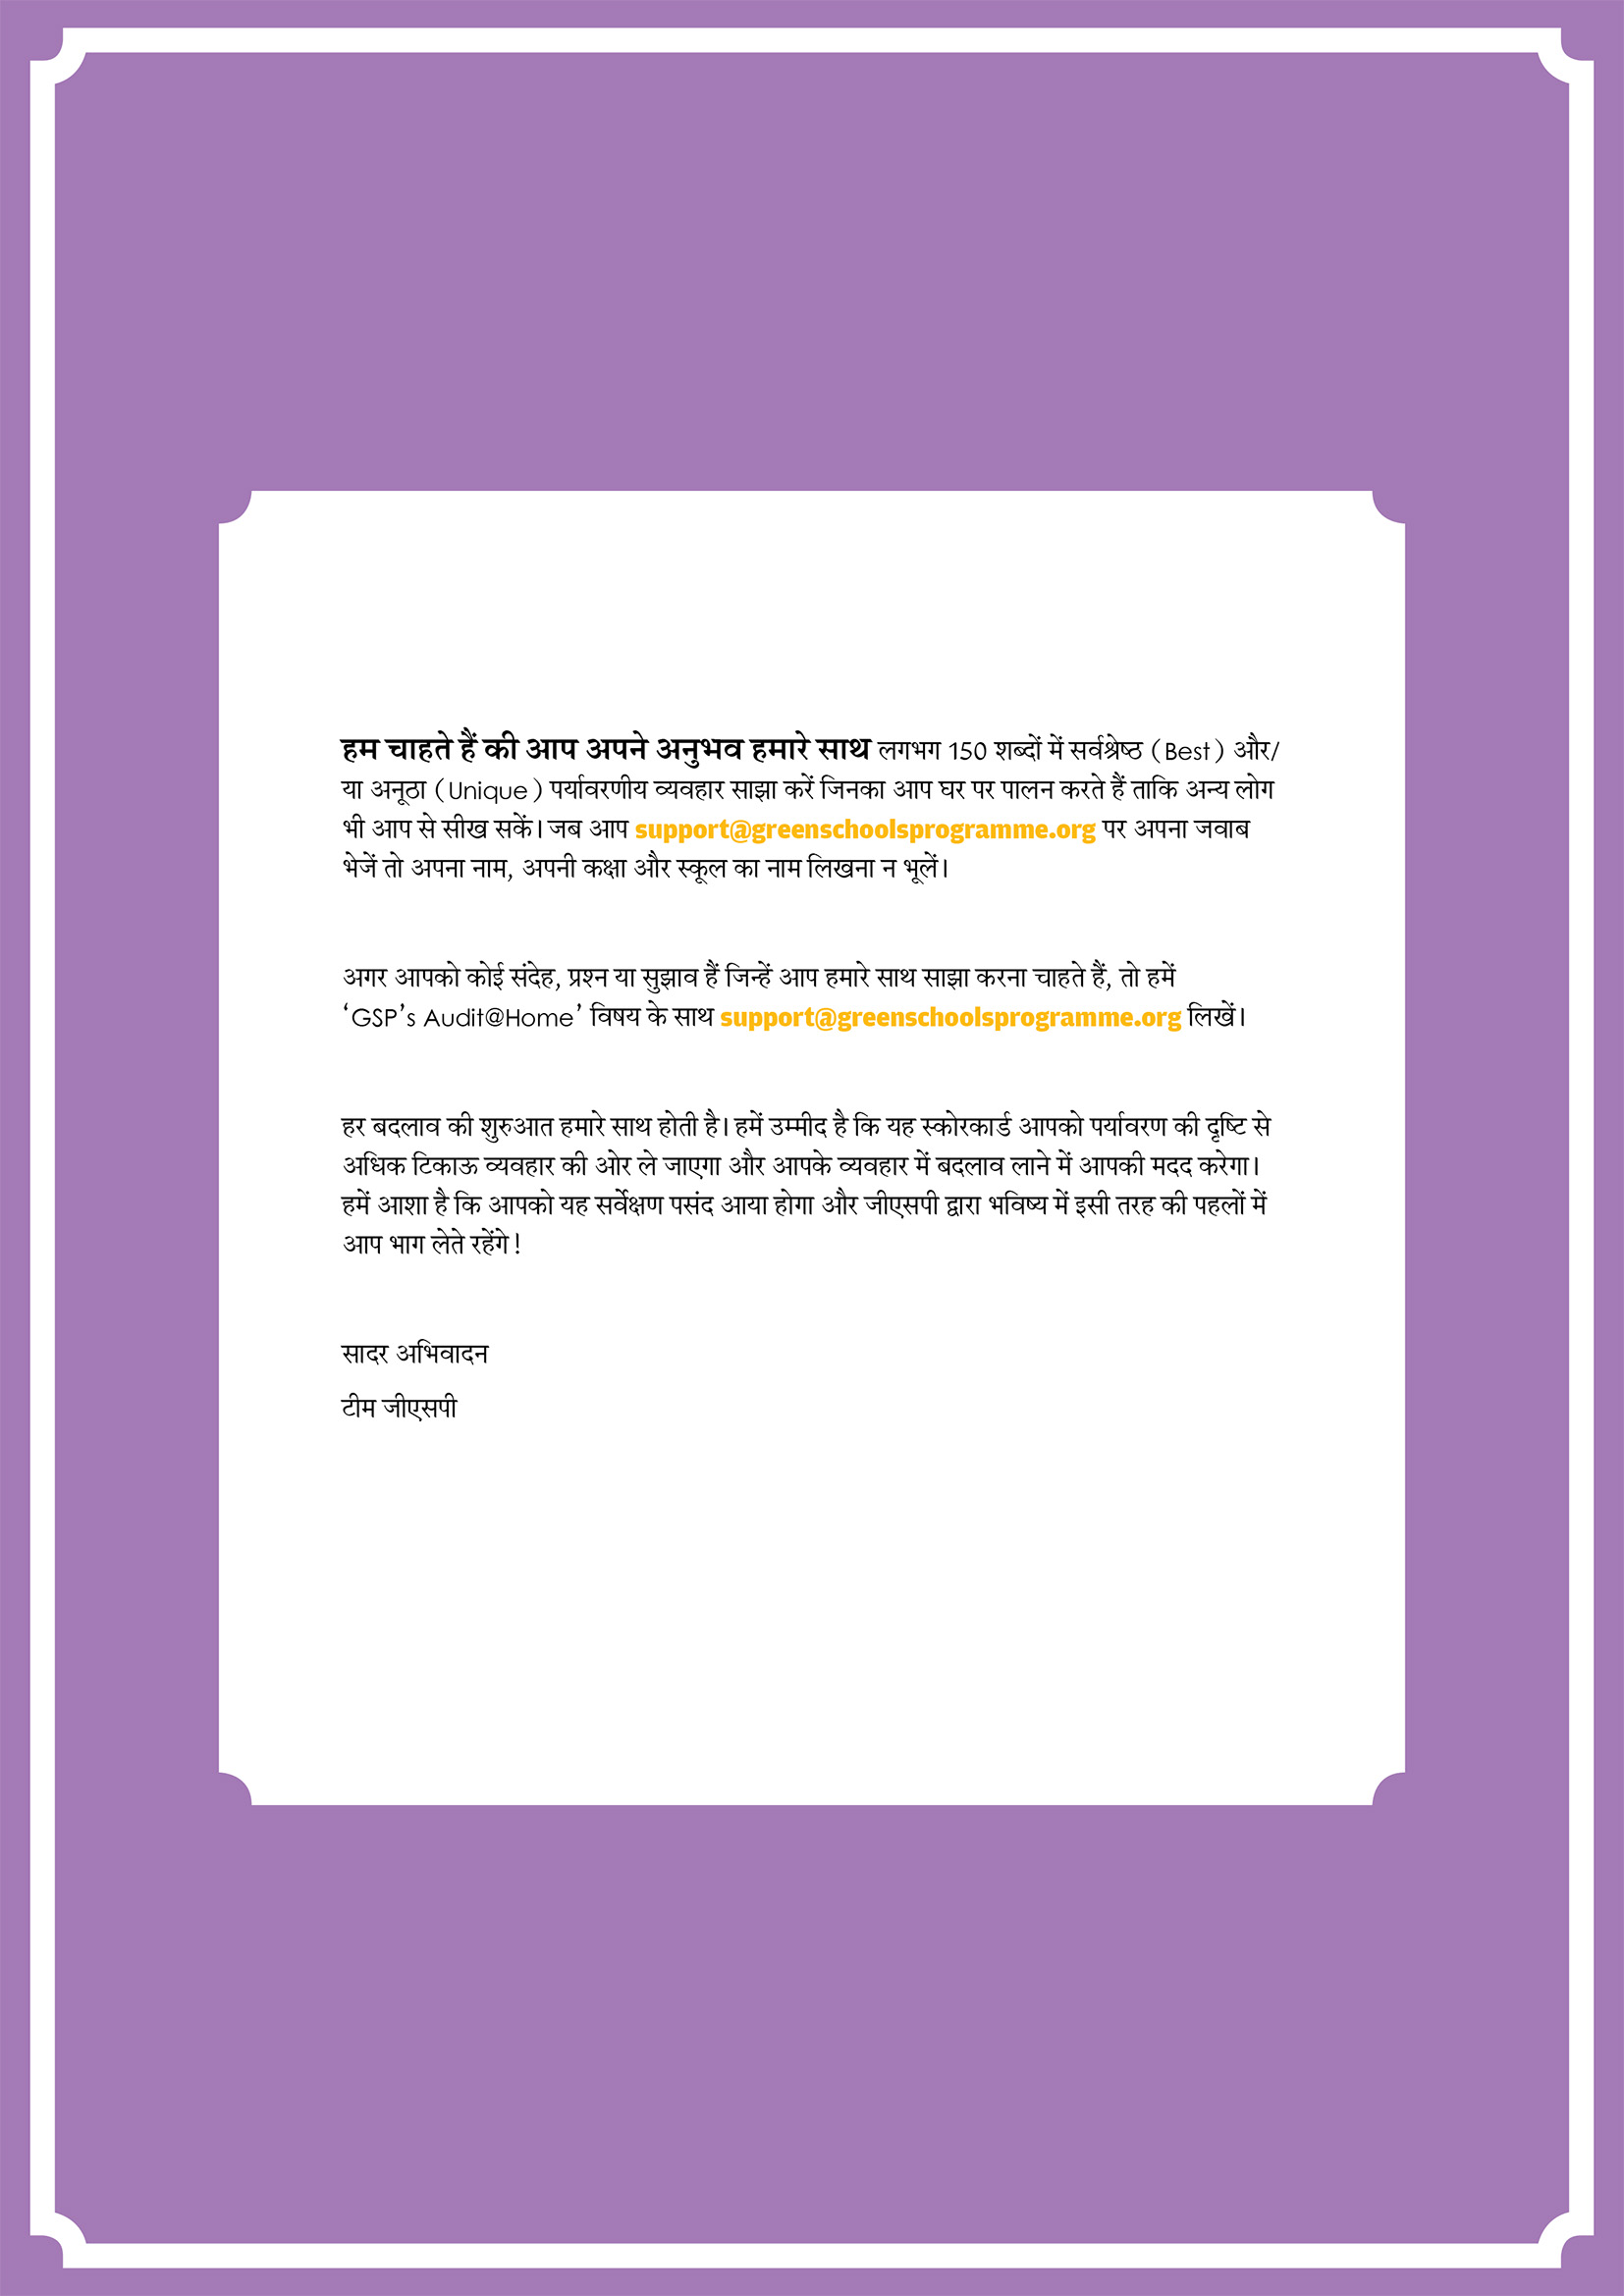 हम चाहते हैं की आप अपने अनुभव हमारे साथ लगभग 150 शब्दों में सर्वश्रेष्ठ (Best) और/
या अनूठा (Unique) पर्यावरणीय व्यवहार साझा करें जिनका आप घर पर पालन करते हैं ताकि अन्य लोग
भी आप से सीख सकें। जब आप support@greenschoolsprogramme.org पर अपना जवाब
भेजें तो अपना नाम, अपनी कक्षा और स्कूल का नाम लिखना न भूलें।
अगर आपको कोई संदेह, प्रश्न या सुझाव हैं जिन्हें आप हमारे साथ साझा करना चाहते हैं, तो हमें
‘GSP’s Audit@Home’ विषय के साथ support@greenschoolsprogramme.org लिखें।
हर बदलाव की शुरुआत हमारे साथ होती है। हमें उम्मीद है कि यह स्कोरकार्ड आपको पर्यावरण की दृष्टि से
अधिक टिकाऊ व्यवहार की ओर ले जाएगा और आपके व्यवहार में बदलाव लाने में आपकी मदद करेगा।
हमें आशा है कि आपको यह सर्वेक्षण पसंद आया होगा और जीएसपी द्वारा भविष्य में इसी तरह की पहलों में
आप भाग लेते रहेंगे!
सादर अभिवादन
टीम जीएसपी